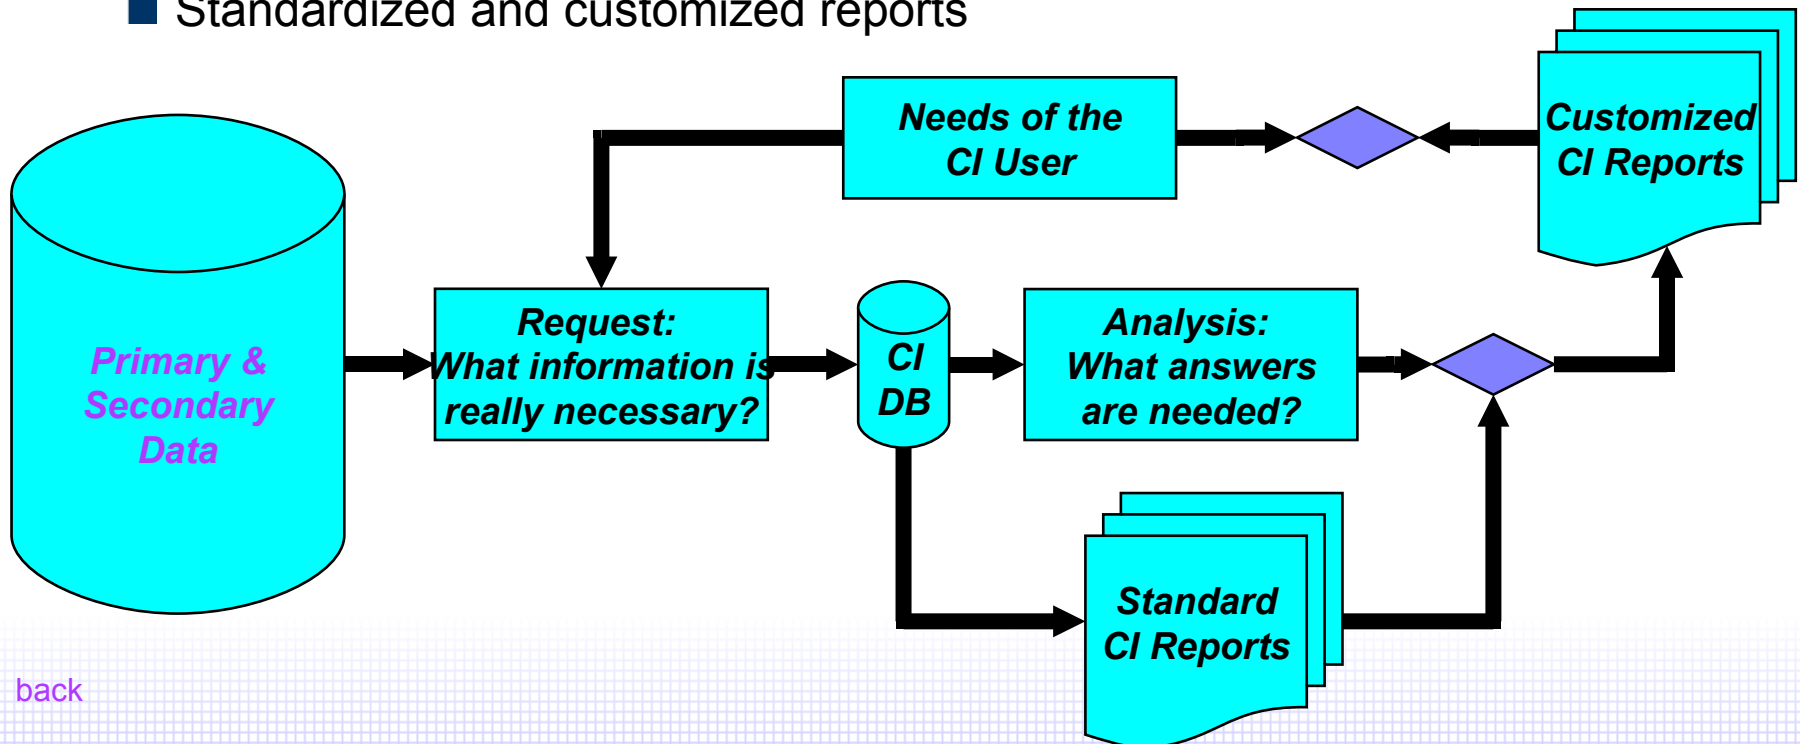 Standardized and customized reports
Needs of the
CI User
Customized
CI Reports
Primary &
Secondary
Data
Request:
What information is
really necessary?
CI
DB
Analysis:
What answers
are needed?
Standard
CI Reports
back